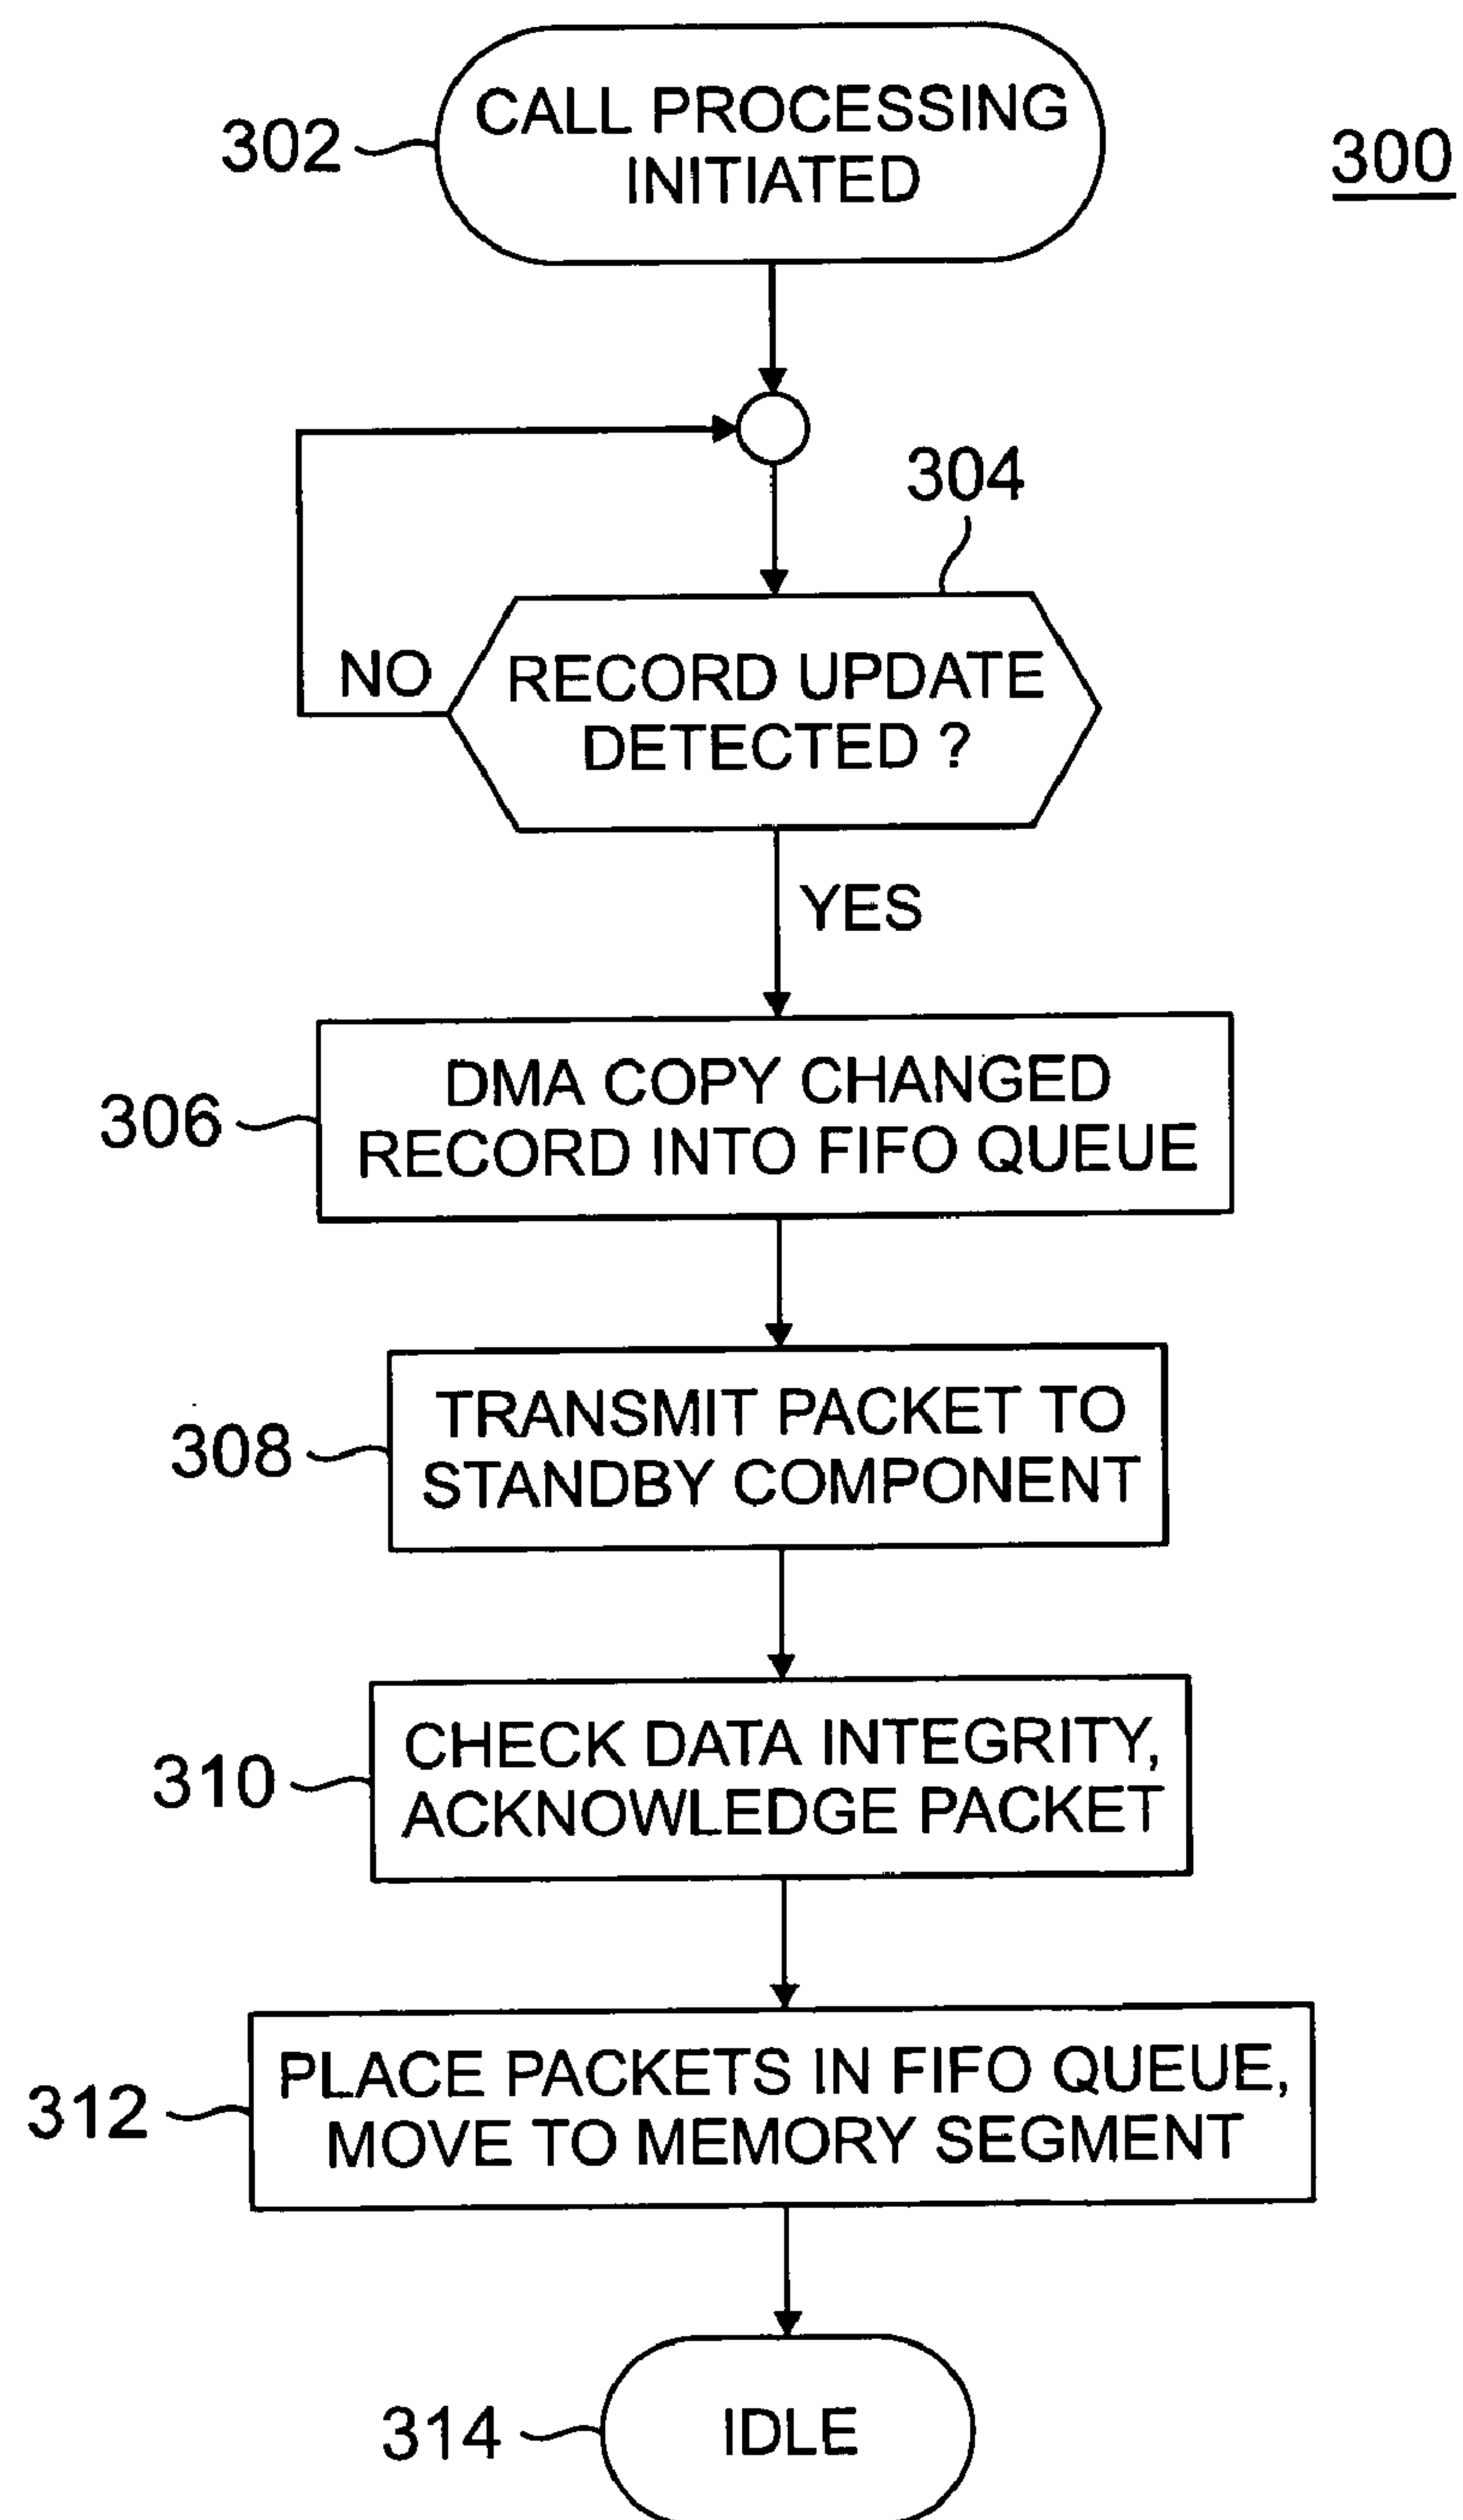 CALL PROCESSING
INITIATED
302
300
304
NO
RECORD UPDATE
DETECTED ?
YES
306
DMA COPY CHANGED
RECORD INTO FIFO QUEUE
308
TRANSMIT PACKET TO
STANDBY COMPONENT
310
CHECK DATA INTEGRITY,
ACKNOWLEDGE PACKET
312
PLACE PACKETS IN FIFO QUEUE,
MOVE TO MEMORY SEGMENT
314
IDLE